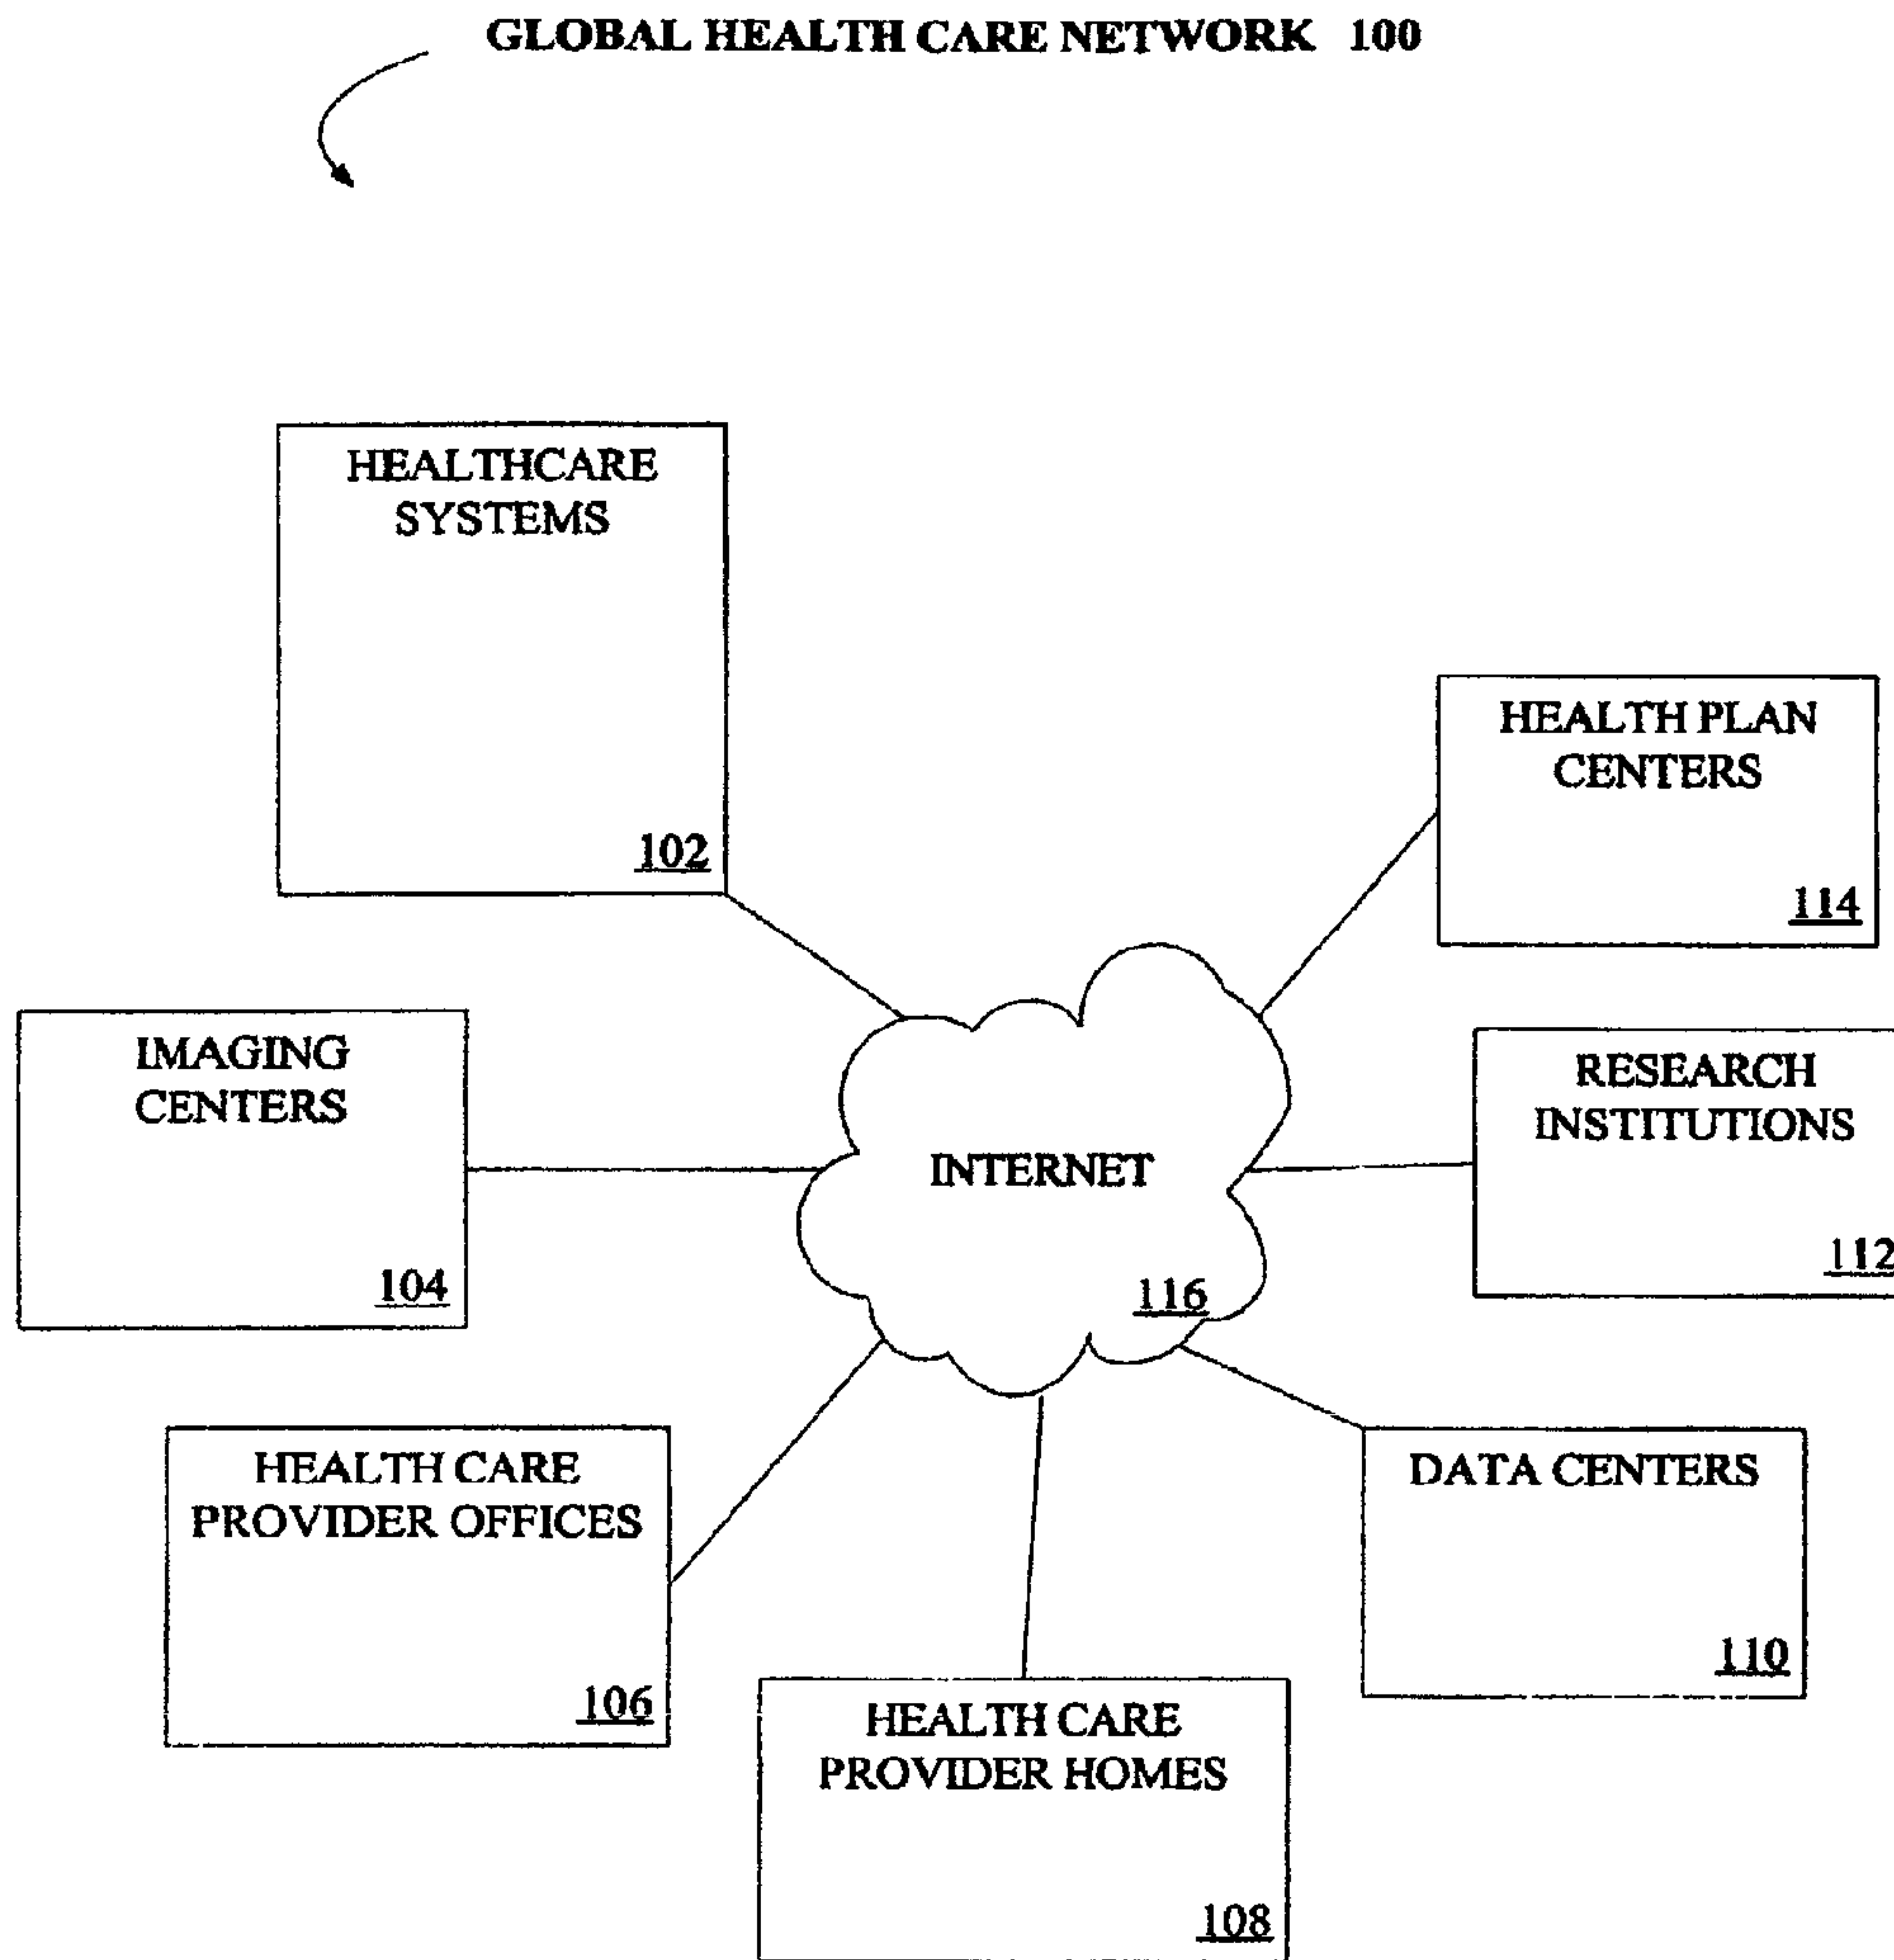 GLOBAL HEALTH CARE NETWORK 100
HEALTHCARE
SYSTEMS
102
HEALTH PLAN
CENTERS
114
IMAGING
CENTERS
104
RESEARCH
INSTITUTIONS
112
INTERNET
116
HEALTH CARE
PROVIDER OFFICES
106
DATA CENTERS
110
HEALTH CARE
PROVIDER HOMES
108